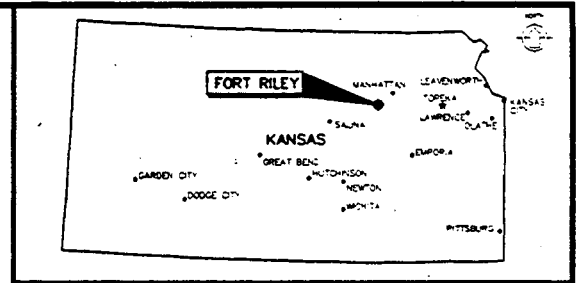 NORTH
FORT RILEY
MANHATTAN
LEAVENWORTH
TOPEKA
KANSAS CITY
LAWRENCE
OLATHE
SALINA
KANSAS
EMPORIA
GREAT BEND
GARDEN CITY
HUTCHINSON
NEWTON
DODGE CITY
WICHITA
PITTSBURG